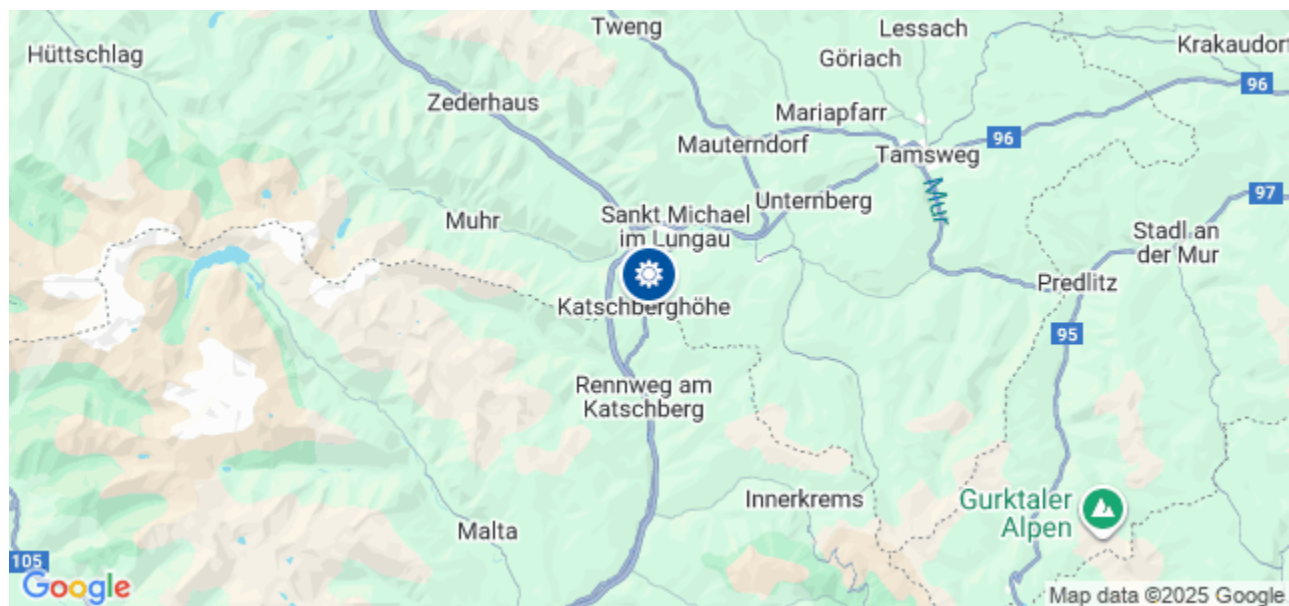 Tweng
Lessach
Hüttschlag
Göriach
Krakaudorf
96
Zederhaus
Mariapfarr
96
Mauterndorf
Tamsweg
97
Mur
Unternberg
Muhr
Sankt Michael
im Lungau
Stadl an
der Mur
Predlitz
Katschberghöhe
95
Rennweg am
Katschberg
Innerkrems
Gurktaler
Alpen
Malta
105
Google
Map data ©2025 Google